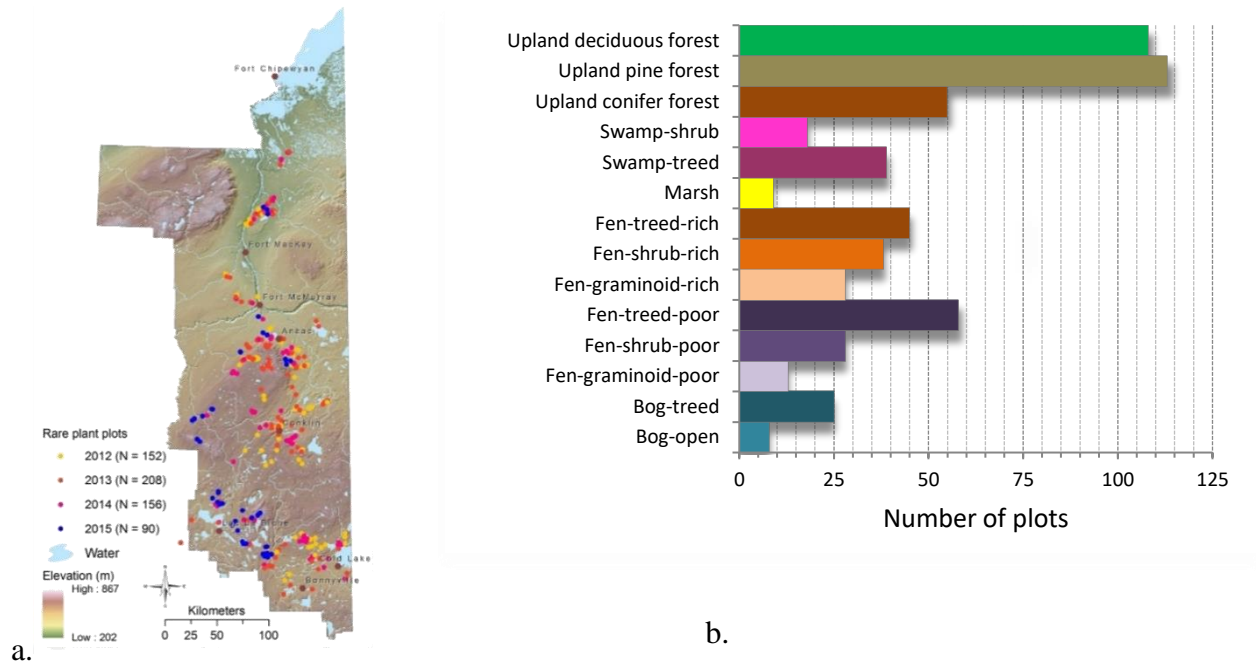 Fort Chipewyan
Fort MacKey
Fort McMurray
Anzac
Conklin
Cold Lake
Bonnyville
Rare plant plots
2012 (N = 152)
2013 (N = 208)
2014 (N = 156)
2015 (N = 90)
Water
Elevation (m)
High : 867
Low : 202
Kilometers
0 25 50 100
a.
Upland deciduous forest
Upland pine forest
Upland conifer forest
Swamp-shrub
Swamp-treed
Marsh
Fen-treed-rich
Fen-shrub-rich
Fen-graminoid-rich
Fen-treed-poor
Fen-shrub-poor
Fen-graminoid-poor
Bog-treed
Bog-open
0 25 50 75 100 125
Number of plots
b.